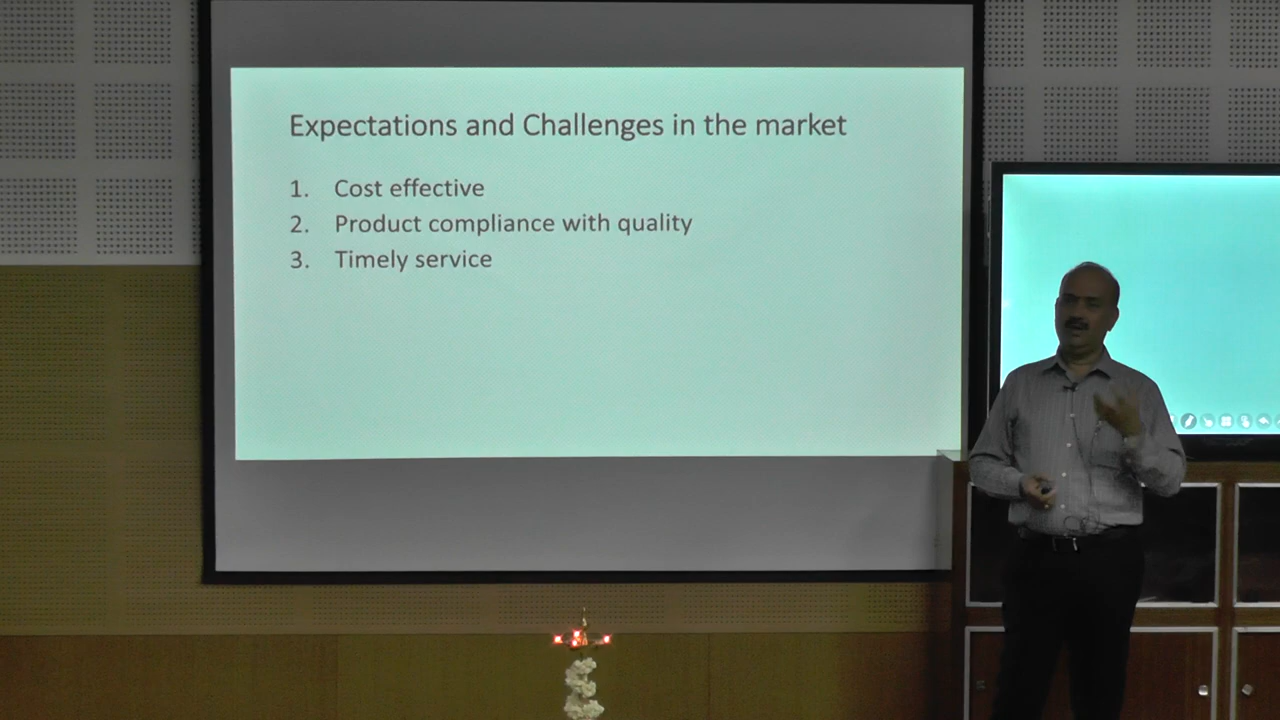 Expectations and Challenges in the market
1. Cost effective
2. Product compliance with quality
3. Timely service